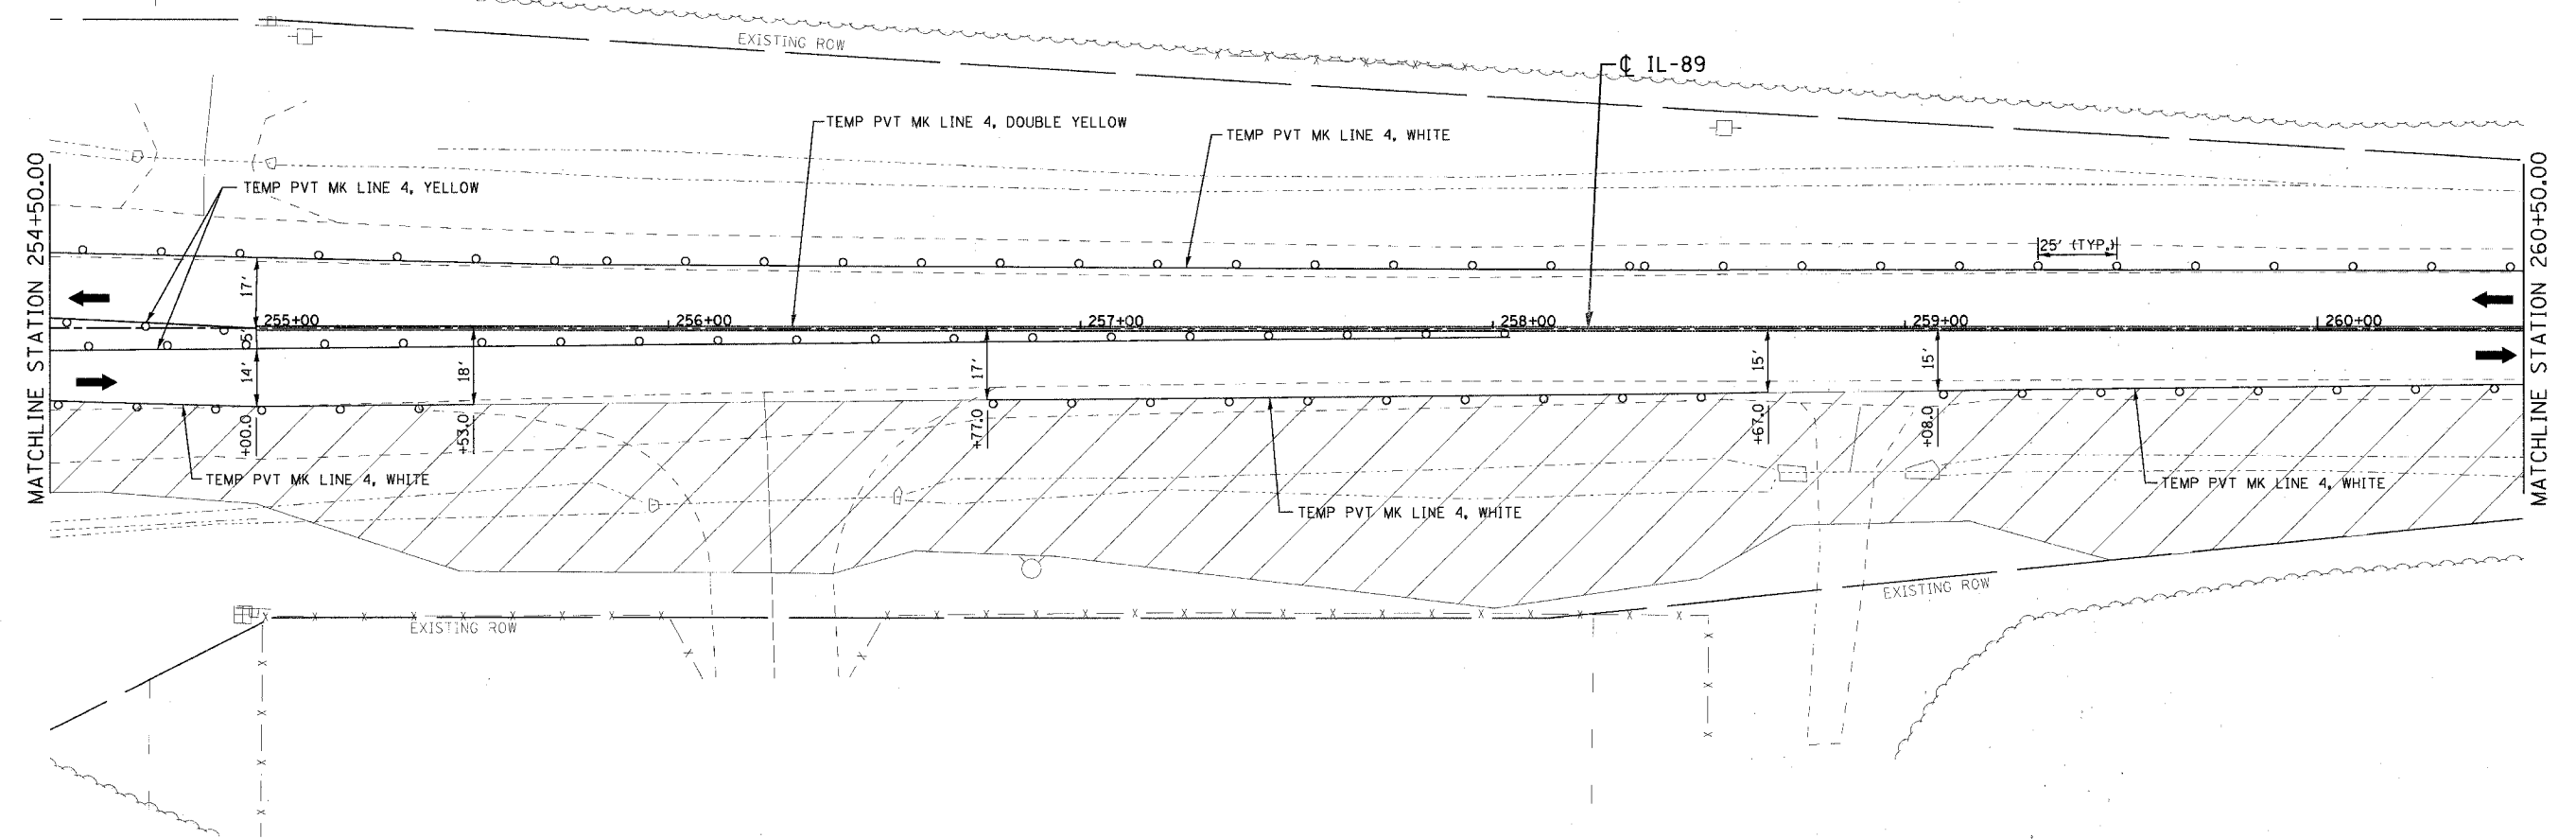 EXISTING ROW
℄ IL-89
TEMP PVT MK LINE 4, DOUBLE YELLOW
TEMP PVT MK LINE 4, WHITE
TEMP PVT MK LINE 4, YELLOW
MATCHLINE STATION 254+50.00
MATCHLINE STATION 260+50.00
25' (TYP.)
17'
255+00
256+00
257+00
258+00
259+00
260+00
5'
14'
18'
17'
15'
15'
+00.0
+53.0
+77.0
+67.0
+08.0
TEMP PVT MK LINE 4, WHITE
TEMP PVT MK LINE 4, WHITE
TEMP PVT MK LINE 4, WHITE
EXISTING ROW
EXISTING ROW